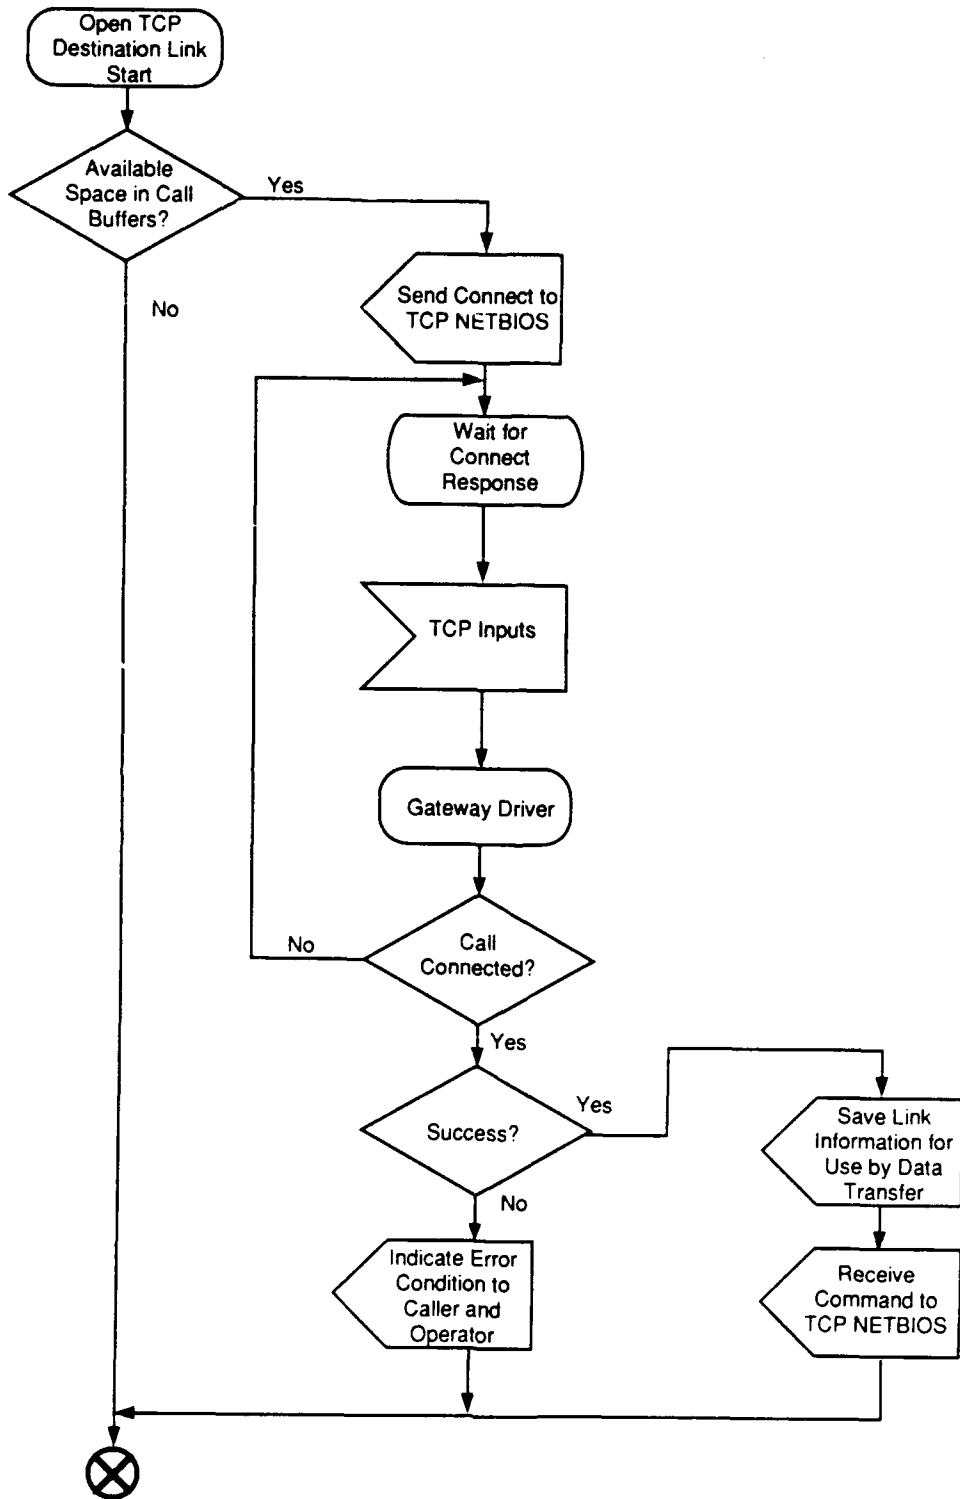 Open TCP
Destination Link
Start
Available
Space in Call
Buffers?
Yes
No
Send Connect to
TCP NETBIOS
Wait for
Connect
Response
TCP Inputs
Gateway Driver
No
Call
Connected?
Yes
Success?
Yes
No
Save Link
Information for
Use by Data
Transfer
Indicate Error
Condition to
Caller and
Operator
Receive
Command to
TCP NETBIOS